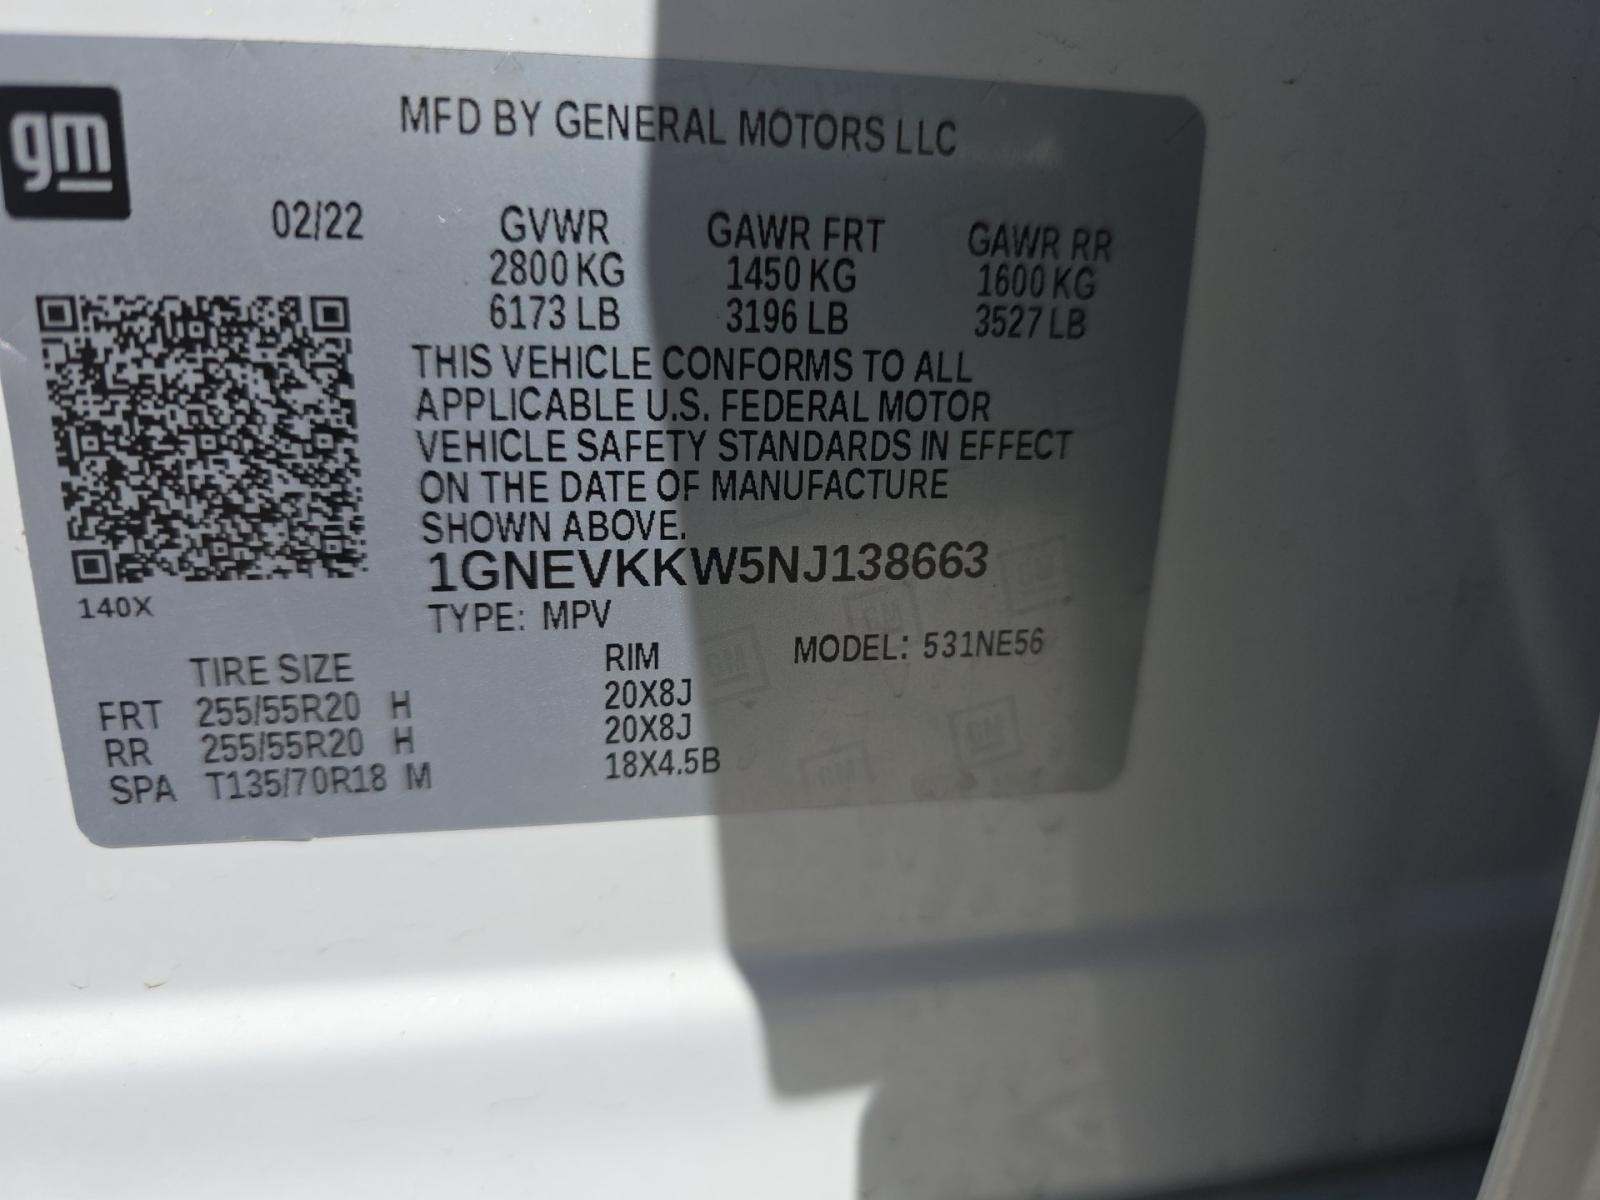 gm
MFD BY GENERAL MOTORS LLC
02/22 GVWR GAWR FRT GAWR RR
2800 KG 1450 KG 1600 KG
6173 LB 3196 LB 3527 LB
THIS VEHICLE CONFORMS TO ALL
APPLICABLE U.S. FEDERAL MOTOR
VEHICLE SAFETY STANDARDS IN EFFECT
ON THE DATE OF MANUFACTURE
SHOWN ABOVE.
1GNEVKKW5NJ138663
140X
TYPE: MPV
MODEL: 531NE56
TIRE SIZE RIM
FRT 255/55R20 H 20X8J
RR 255/55R20 H 20X8J
SPA T135/70R18 M 18X4.5B